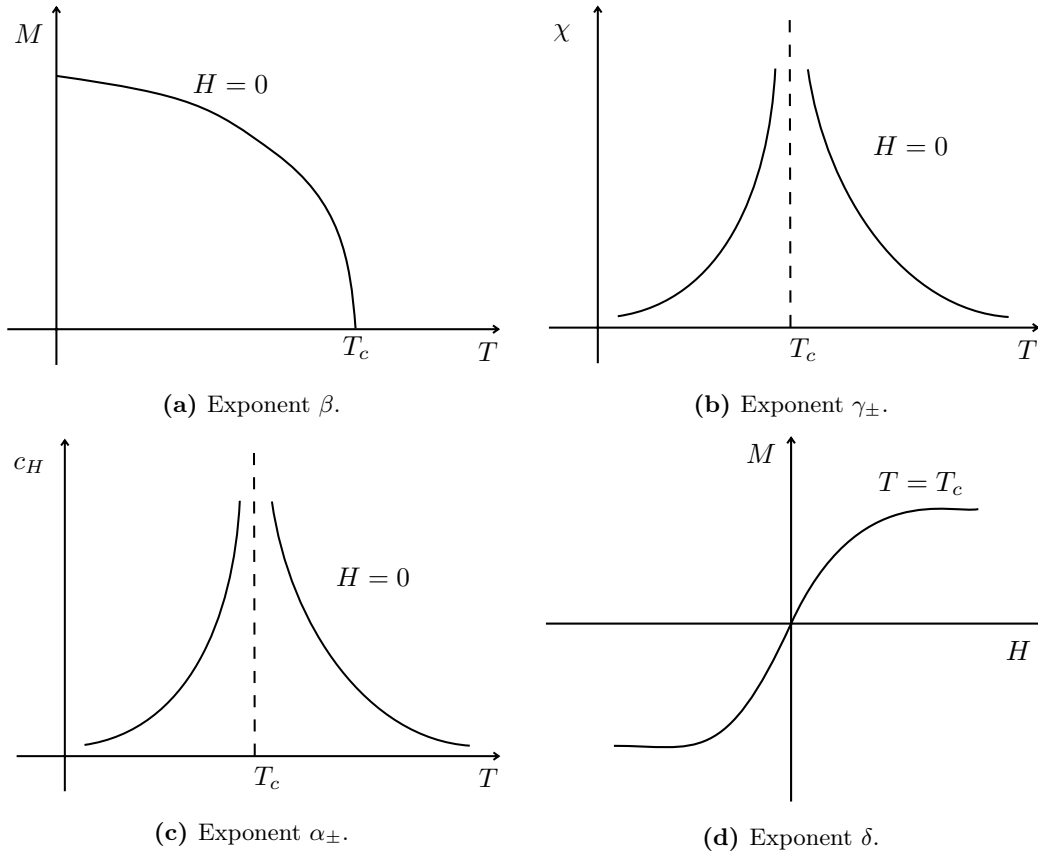 M
H = 0
T_c
T
(a) Exponent β.
χ
H = 0
T_c
T
(b) Exponent γ±.
c_H
H = 0
T_c
T
(c) Exponent α±.
M
T = T_c
H
(d) Exponent δ.